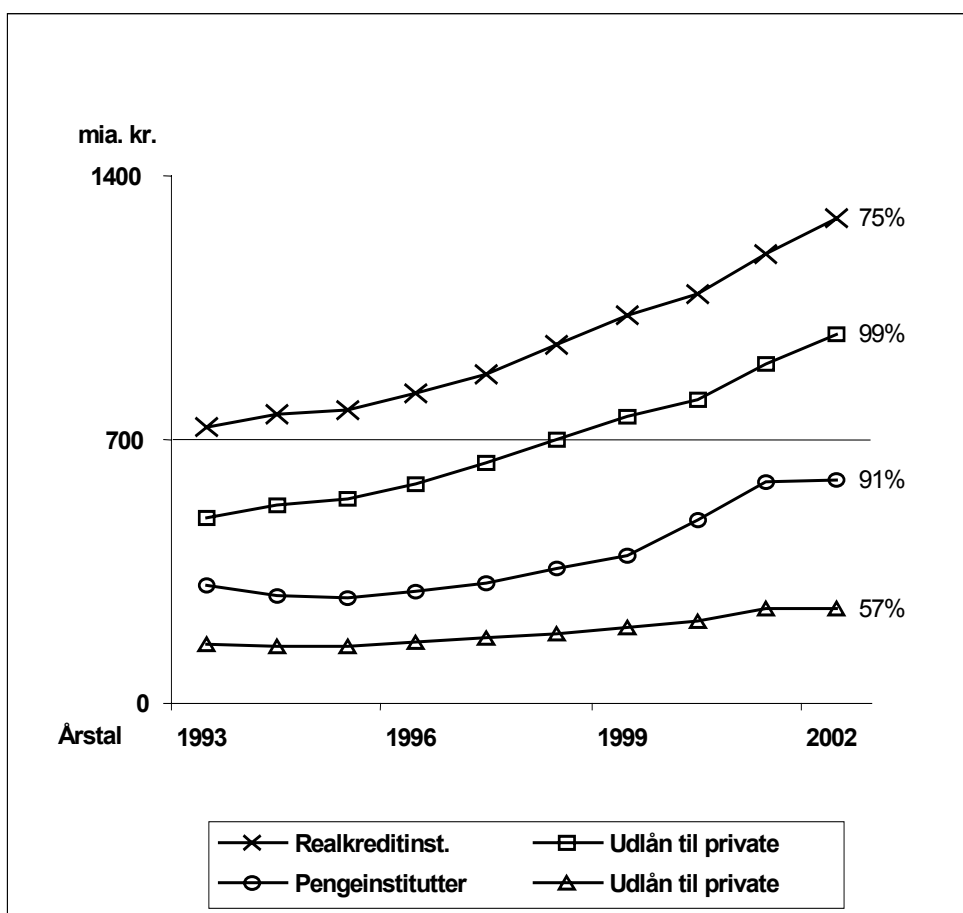 mia. kr.
1400
75%
99%
700
91%
57%
0
Årstal 1993 1996 1999 2002
Realkreditinst. Udlån til private
Pengeinstitutter Udlån til private